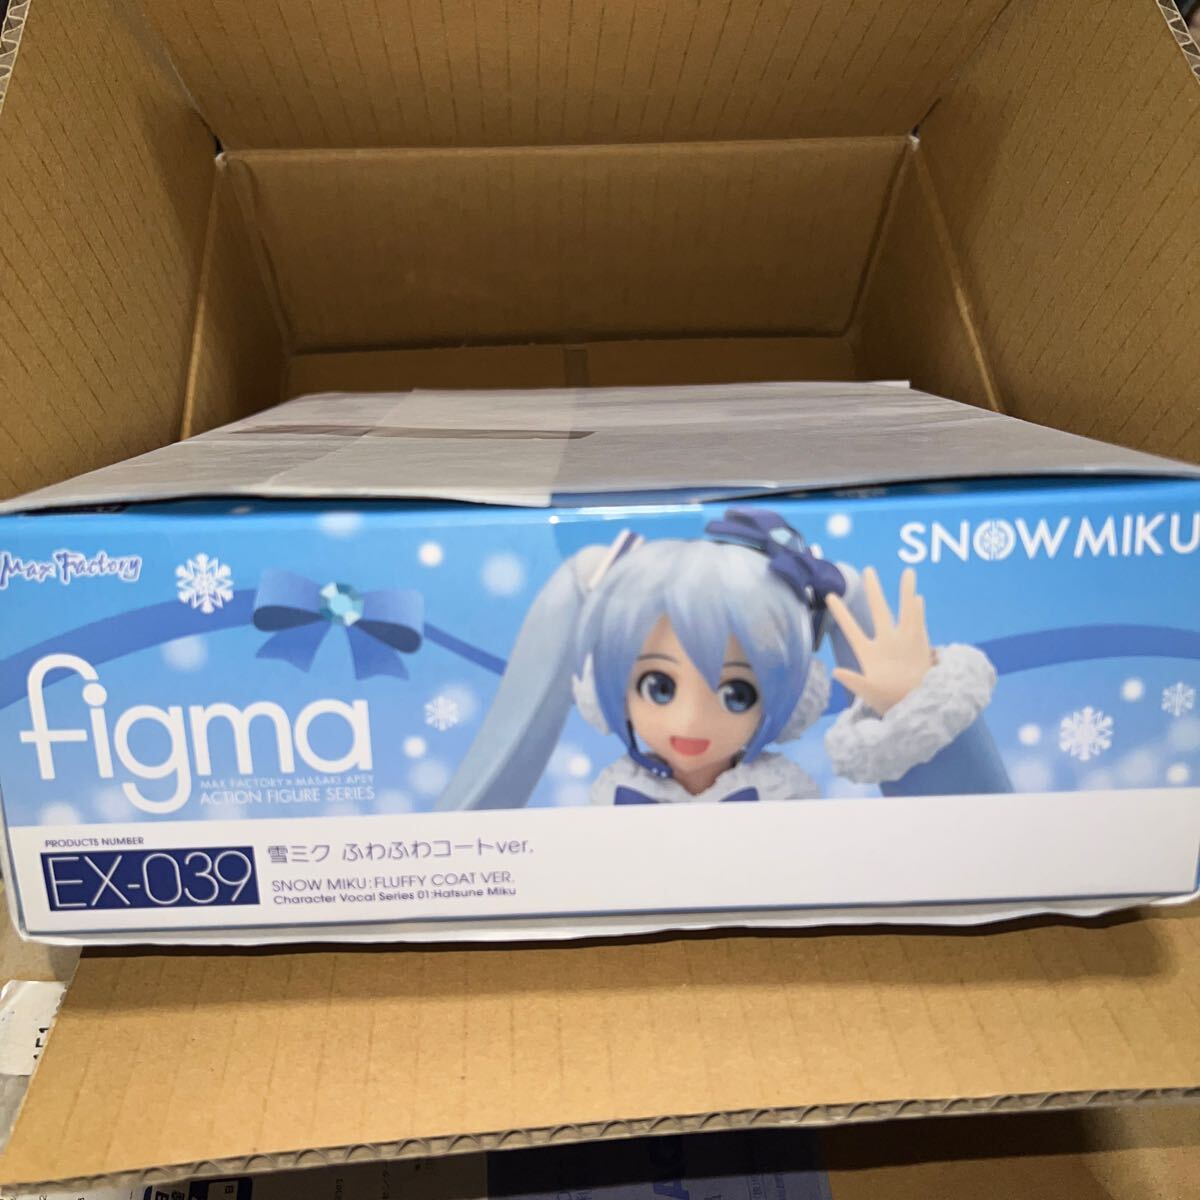 Max Factory
SNOW MIKU
figma
MAX FACTORY × MASAKI APSY
ACTION FIGURE SERIES
PRODUCTS NUMBER
EX-039
雪ミク ふわふわコートver.
SNOW MIKU:FLUFFY COAT VER.
Character Vocal Series 01:Hatsune Miku
151